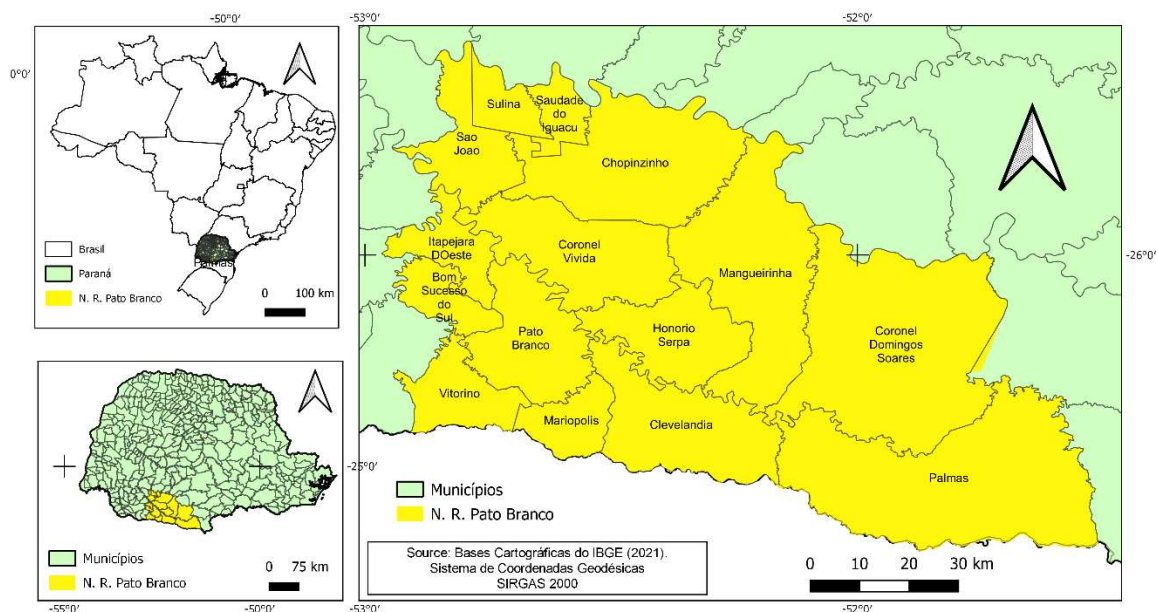 -50°0'
0°0'
Palmas
Brasil
Paraná
N. R. Pato Branco
0 100 km
-25°0'
Municípios
N. R. Pato Branco
0 75 km
-55°0'
-50°0'
-53°0'
-52°0'
-26°0'
Sulina
Saudade
do
Iguacu
Sao
Joao
Chopinzinho
Itapejara
DOeste
Coronel
Vivida
Bom
Sucesso
do
Sul
Mangueirinha
Pato
Branco
Honorio
Serpa
Coronel
Domingos
Soares
Vitorino
Mariopolis
Clevelandia
Palmas
Municípios
N. R. Pato Branco
Source: Bases Cartográficas do IBGE (2021).
Sistema de Coordenadas Geodésicas
SIRGAS 2000
0 10 20 30 km
-53°0'
-52°0'